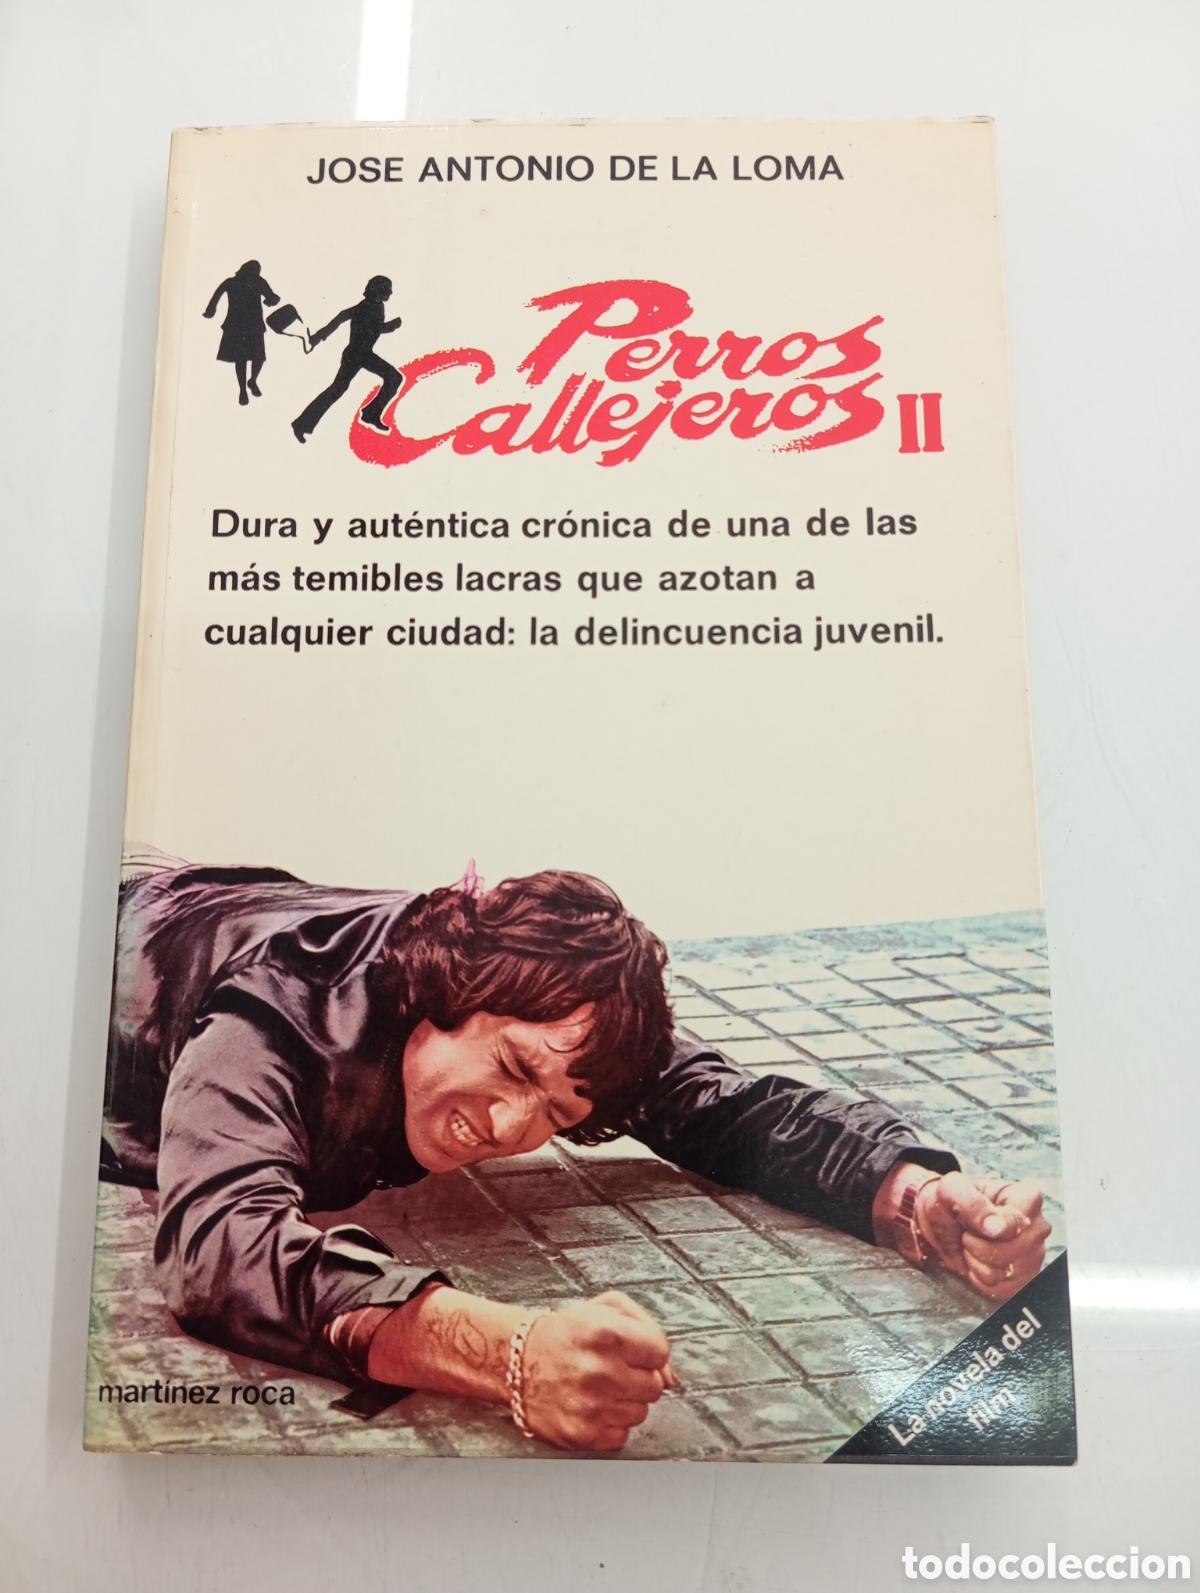 JOSE ANTONIO DE LA LOMA
Perros
Callejeros II
Dura y auténtica crónica de una de las
más temibles lacras que azotan a
cualquier ciudad: la delincuencia juvenil.
martínez roca
La novela del
film
todocoleccion